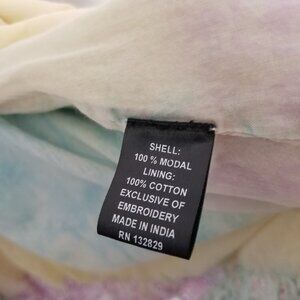 SHELL:
100 % MODAL
LINING:
100% COTTON
EXCLUSIVE OF
EMBROIDERY
MADE IN INDIA
RN 132829